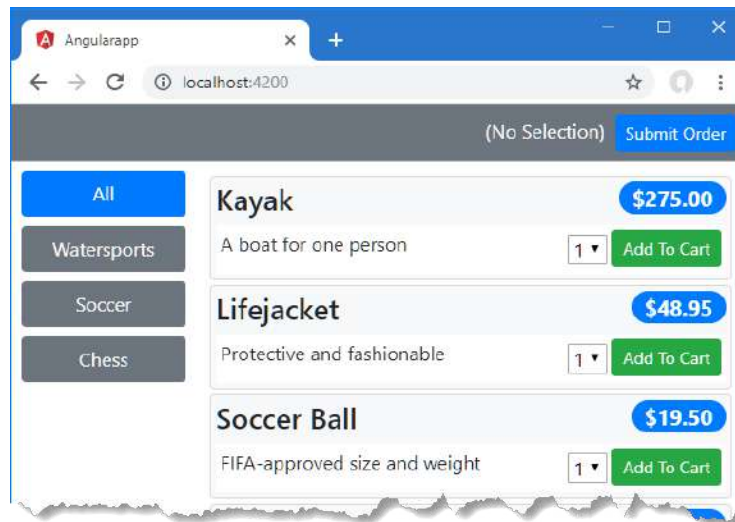 Angularapp
localhost:4200
(No Selection) Submit Order
All
Watersports
Soccer
Chess
Kayak $275.00
A boat for one person 1 Add To Cart
Lifejacket $48.95
Protective and fashionable 1 Add To Cart
Soccer Ball $19.50
FIFA-approved size and weight 1 Add To Cart